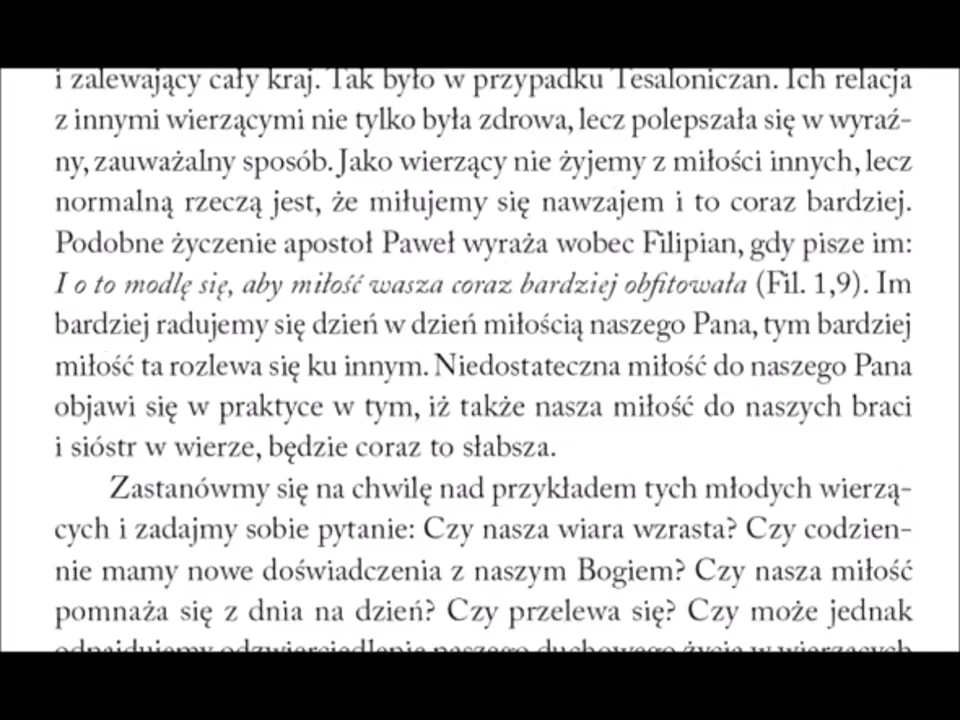 i zalewający cały kraj. Tak było w przypadku Tesaloniczan. Ich relacja
z innymi wierzącymi nie tylko była zdrowa, lecz polepszała się w wyraź-
ny, zauważalny sposób. Jako wierzący nie żyjemy z miłości innych, lecz
normalną rzeczą jest, że miłujemy się nawzajem i to coraz bardziej.
Podobne życzenie apostoł Paweł wyraża wobec Filipian, gdy pisze im:
I o to modlę się, aby miłość wasza coraz bardziej obfitowała (Fil. 1,9). Im
bardziej radujemy się dzień w dzień miłością naszego Pana, tym bardziej
miłość ta rozlewa się ku innym. Niedostateczna miłość do naszego Pana
objawi się w praktyce w tym, iż także nasza miłość do naszych braci
i sióstr w wierze, będzie coraz to słabsza.
Zastanówmy się na chwilę nad przykładem tych młodych wierzą-
cych i zadajmy sobie pytanie: Czy nasza wiara wzrasta? Czy codzien-
nie mamy nowe doświadczenia z naszym Bogiem? Czy nasza miłość
pomnaża się z dnia na dzień? Czy przelewa się? Czy może jednak
odnajdujemy odzwierciedlenie naszego duchowego życia w wierzących